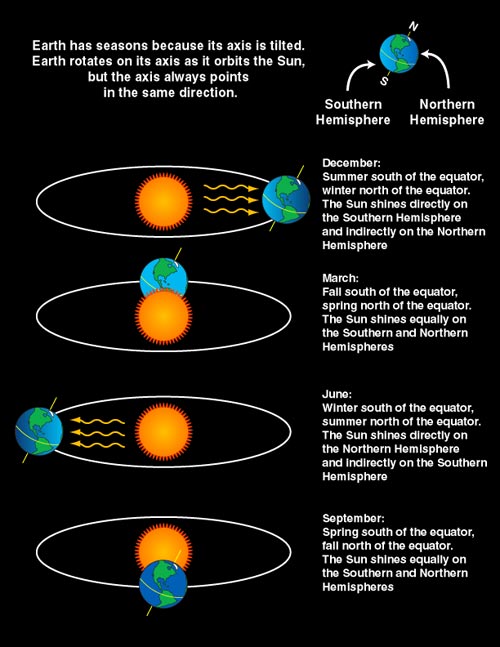 Earth has seasons because its axis is tilted.
Earth rotates on its axis as it orbits the Sun,
but the axis always points
in the same direction.
N
S
Southern
Hemisphere
Northern
Hemisphere
December:
Summer south of the equator,
winter north of the equator.
The Sun shines directly on
the Southern Hemisphere
and indirectly on the Northern
Hemisphere
March:
Fall south of the equator,
spring north of the equator.
The Sun shines equally on
the Southern and Northern
Hemispheres
June:
Winter south of the equator,
summer north of the equator.
The Sun shines directly on
the Northern Hemisphere
and indirectly on the Southern
Hemisphere
September:
Spring south of the equator,
fall north of the equator.
The Sun shines equally on
the Southern and Northern
Hemispheres